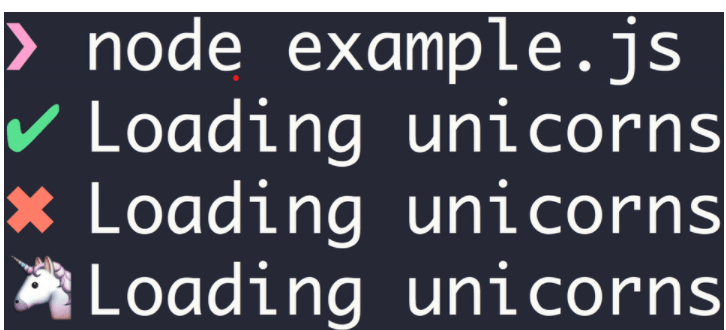 ❯ node example.js
✔ Loading unicorns
✖ Loading unicorns
🦄 Loading unicorns